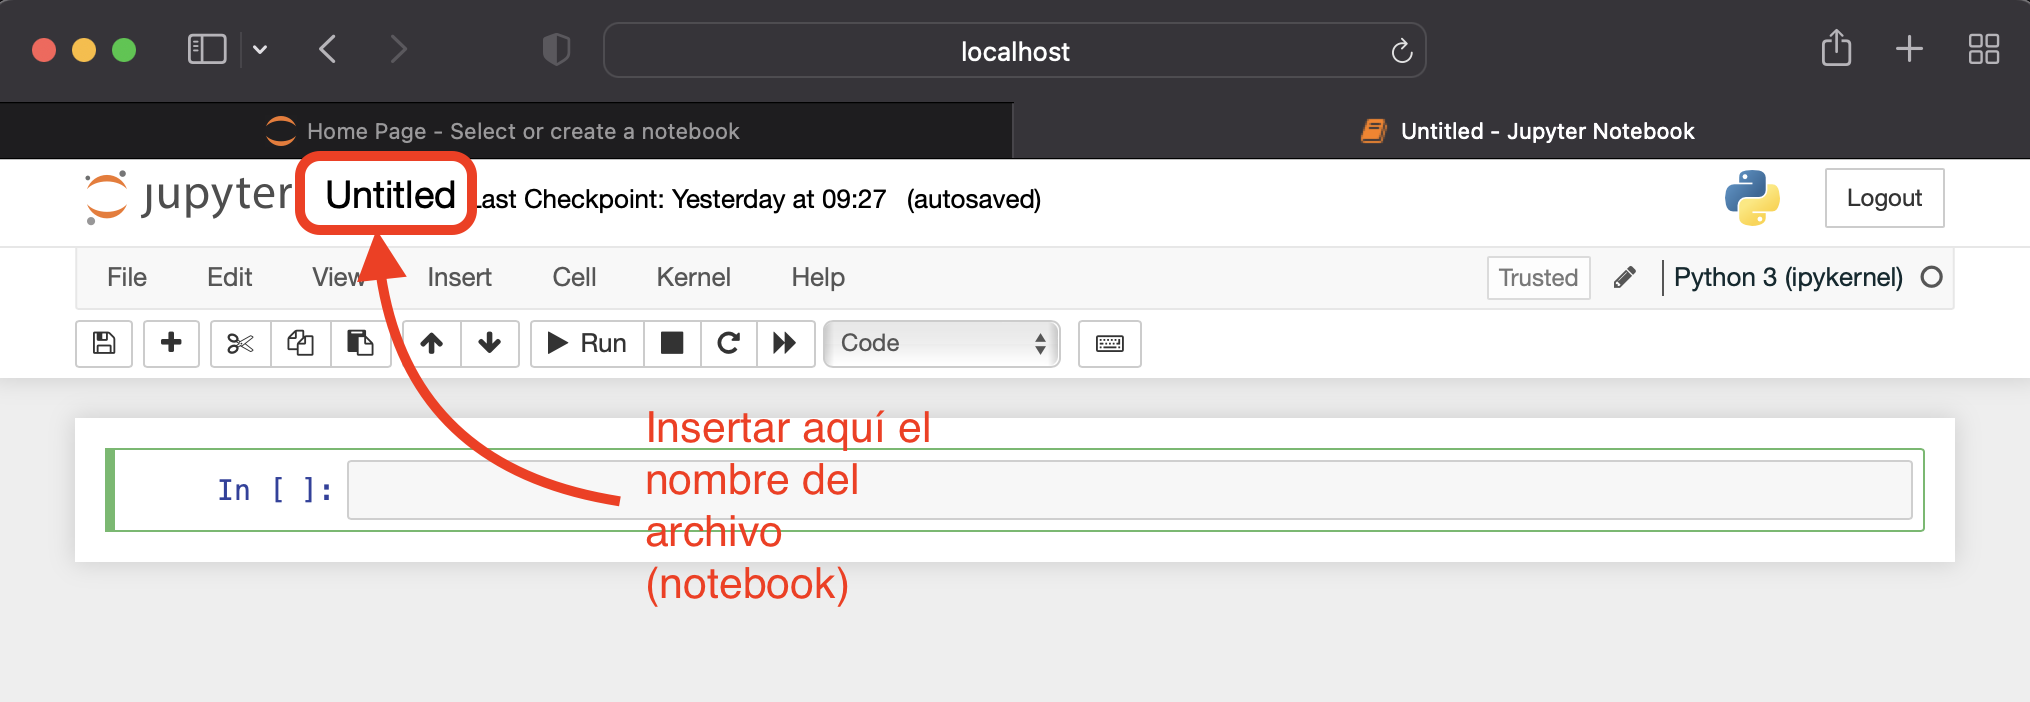 localhost
Home Page - Select or create a notebook
Untitled - Jupyter Notebook
jupyter Untitled Last Checkpoint: Yesterday at 09:27 (autosaved)
Logout
File Edit View Insert Cell Kernel Help
Trusted
Python 3 (ipykernel)
Run
Code
In [ ]:
Insertar aquí el
nombre del
archivo
(notebook)